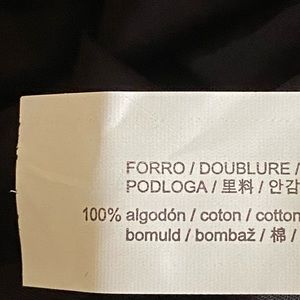 FORRO / DOUBLURE /
PODLOGA / 里料 / 안감
100% algodón / coton / cotton
bomuld / bombaž / 棉 /